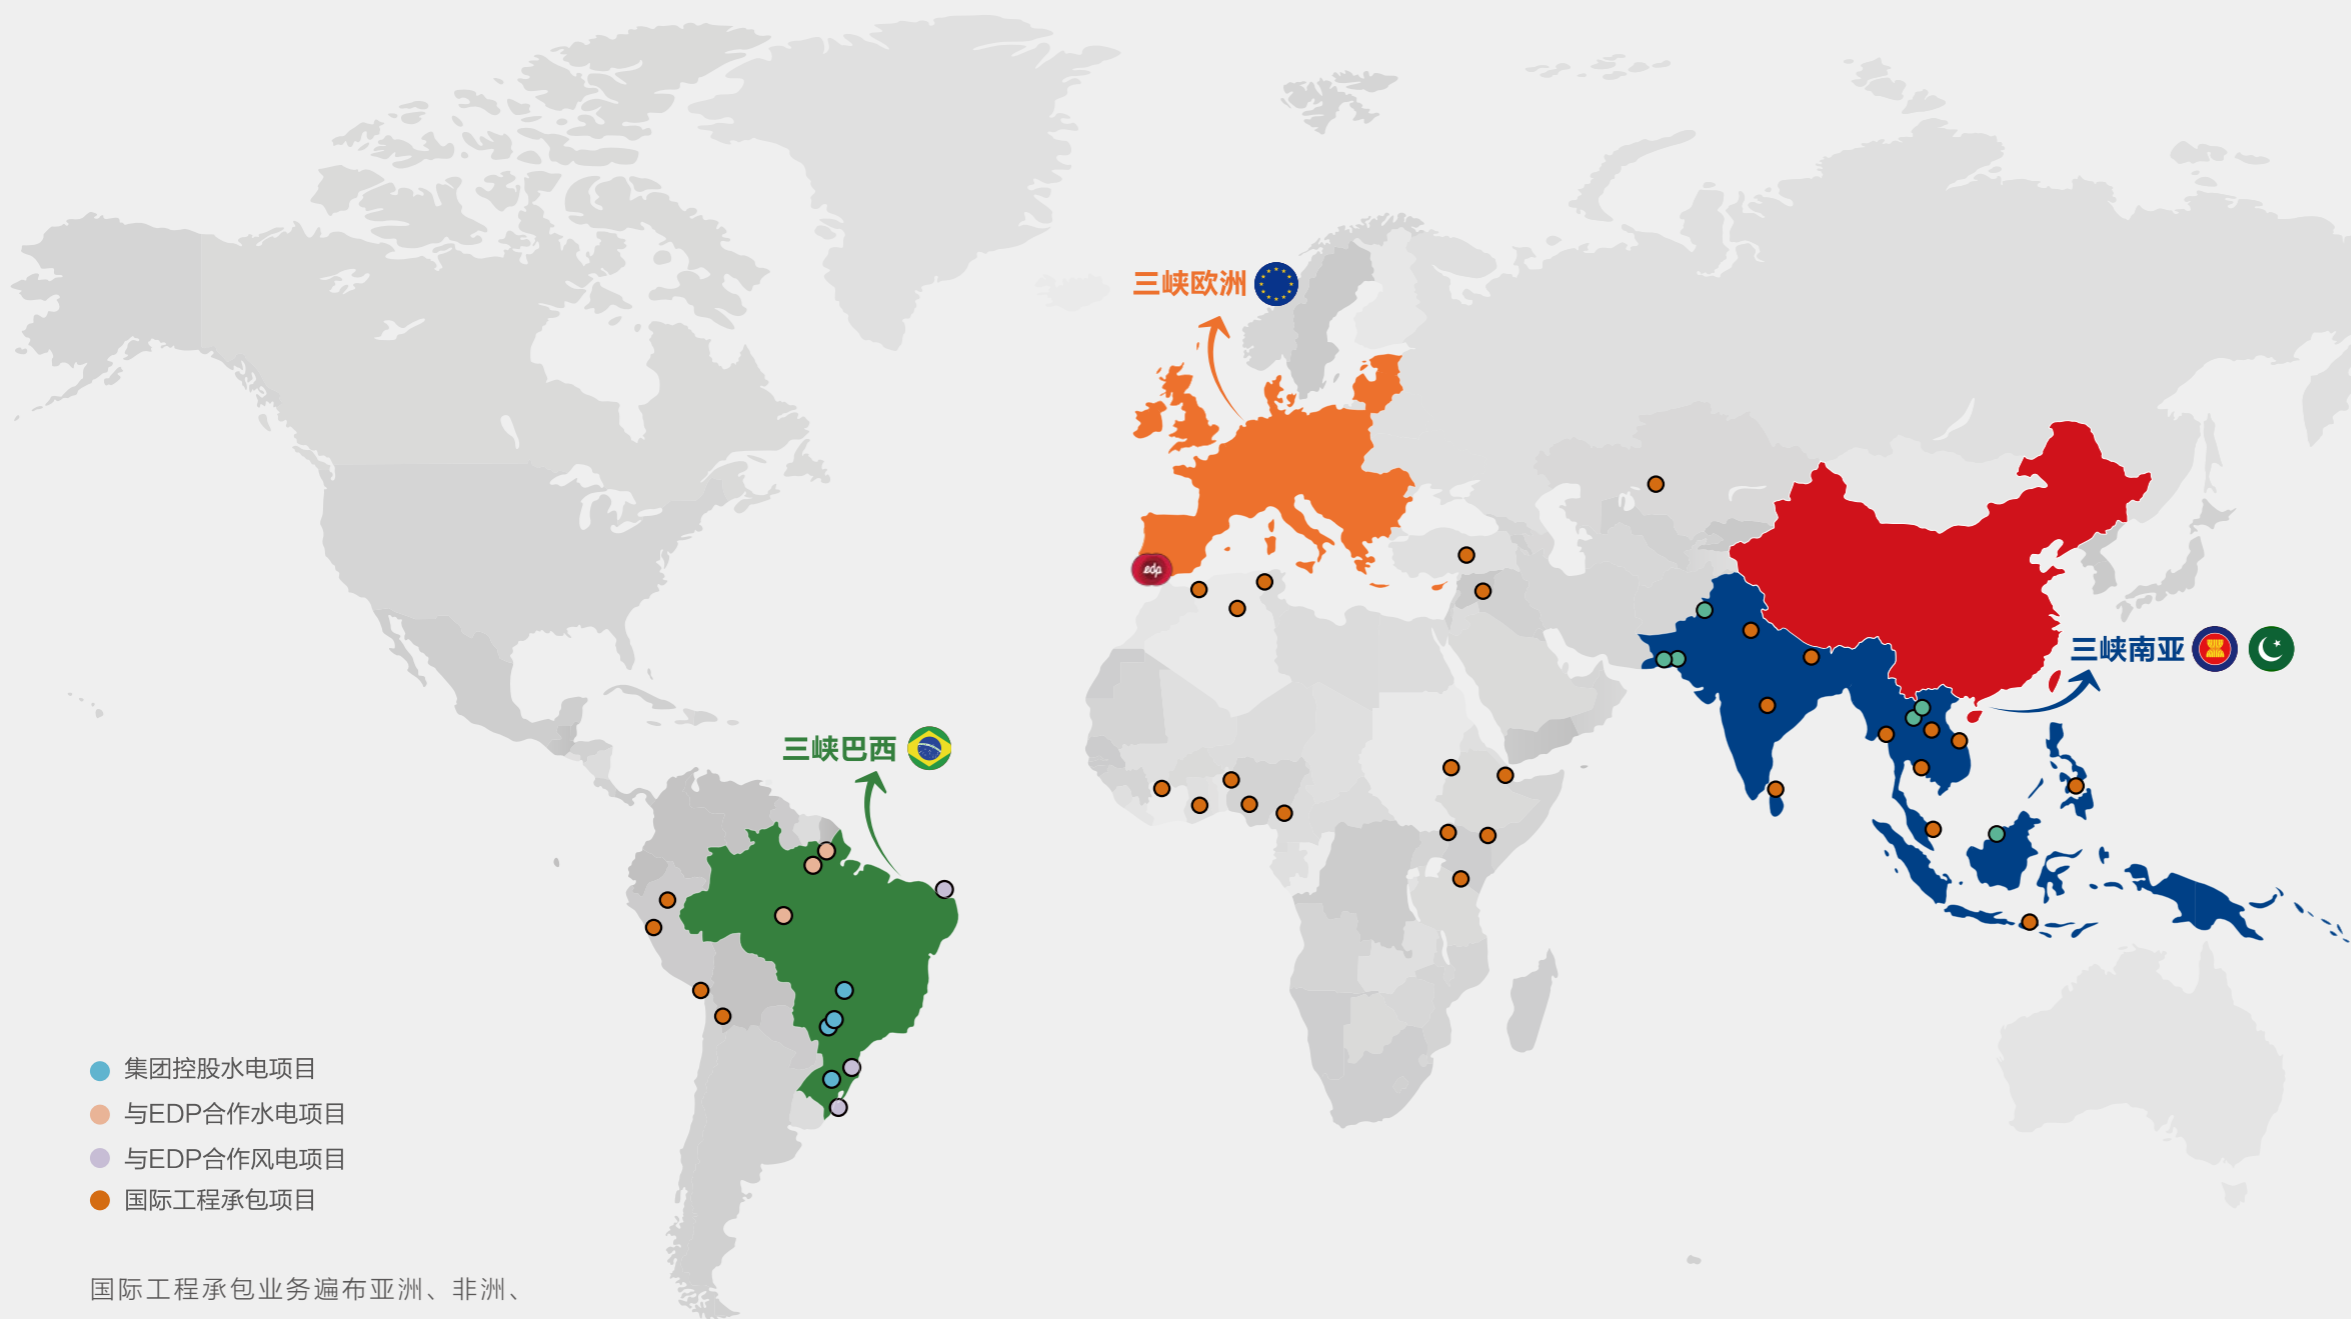 三峡欧洲
edp
三峡南亚
三峡巴西
集团控股水电项目
与EDP合作水电项目
与EDP合作风电项目
国际工程承包项目
国际工程承包业务遍布亚洲、非洲、